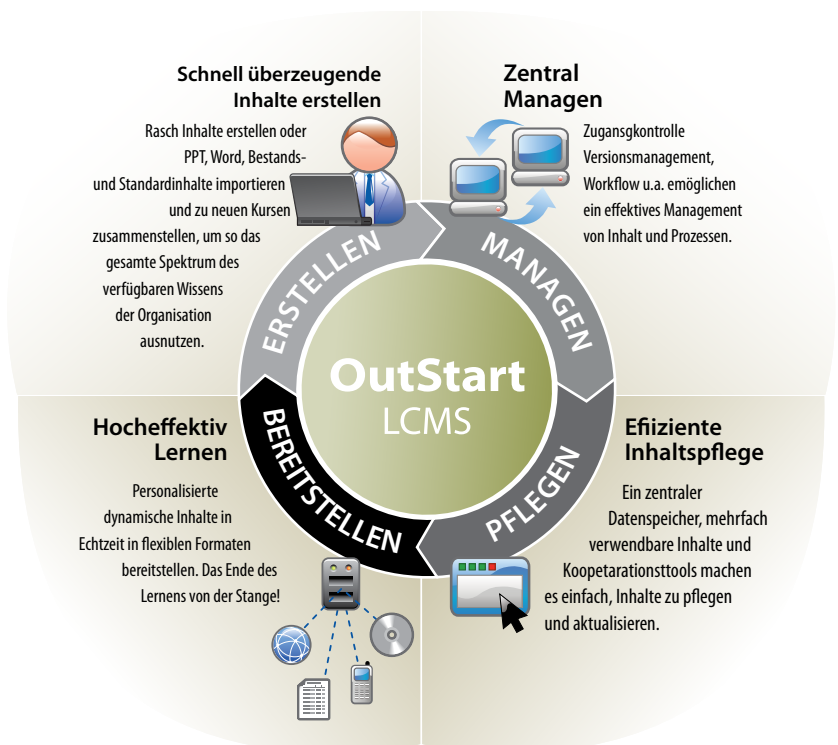 Schnell überzeugende
Inhalte erstellen
Rasch Inhalte erstellen oder
PPT, Word, Bestands-
und Standardinhalte importieren
und zu neuen Kursen
zusammenstellen, um so das
gesamte Spektrum des
verfügbaren Wissens
der Organisation
ausnutzen.
Zentral
Managen
Zugansgkontrolle
Versionsmanagement,
Workflow u.a. emöglichen
ein effektives Management
von Inhalt und Prozessen.
ERSTELLEN
MANAGEN
OutStart
LCMS
BEREITSTELLEN
PFLEGEN
Hocheffektiv
Lernen
Personalisierte
dynamische Inhalte in
Echtzeit in flexiblen Formaten
bereitstellen. Das Ende des
Lernens von der Stange!
Efiiziente
Inhaltspflege
Ein zentraler
Datenspeicher, mehrfach
verwendbare Inhalte und
Koopetarationsttools machen
es einfach, Inhalte zu pflegen
und aktualisieren.